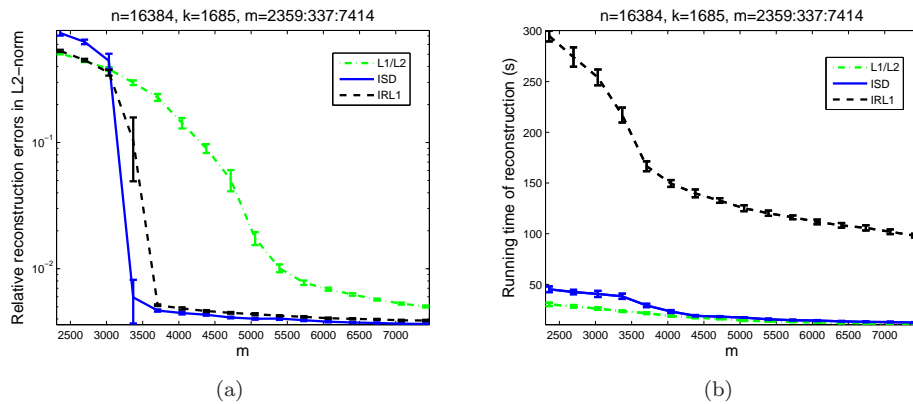 n=16384, k=1685, m=2359:337:7414
Relative reconstruction errors in L2−norm
10⁻¹
10⁻²
L1/L2
ISD
IRL1
2500 3000 3500 4000 4500 5000 5500 6000 6500 7000
m
(a)
n=16384, k=1685, m=2359:337:7414
Running time of reconstruction (s)
300
250
200
150
100
50
L1/L2
ISD
IRL1
2500 3000 3500 4000 4500 5000 5500 6000 6500 7000
m
(b)